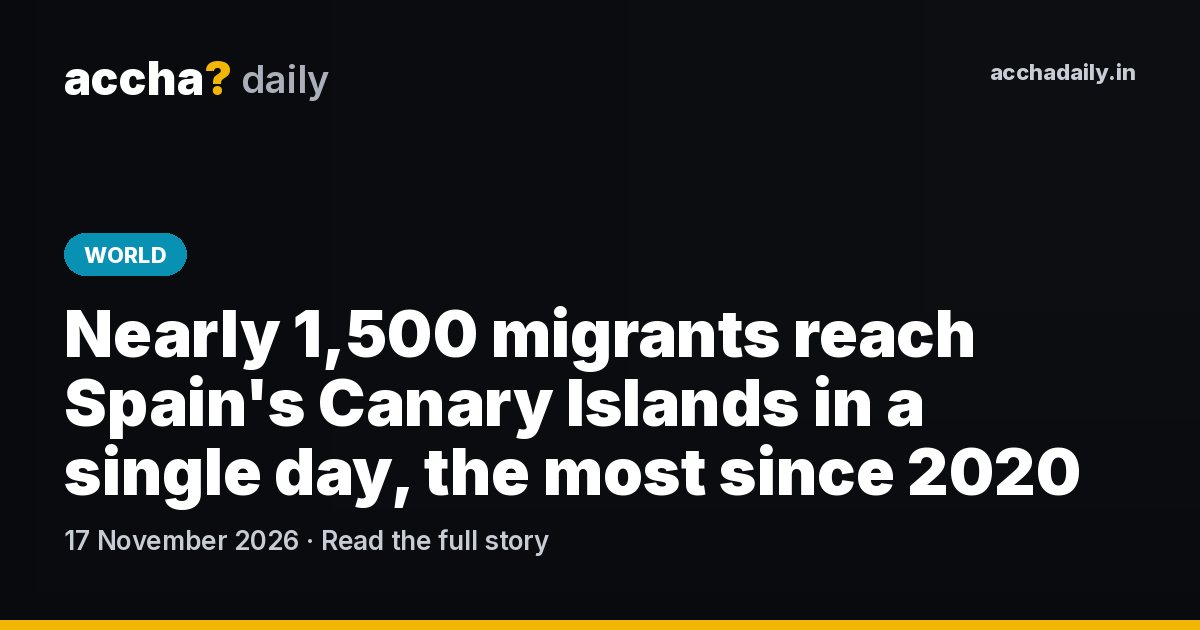 accha? daily
acchadaily.in
WORLD
Nearly 1,500 migrants reach
Spain's Canary Islands in a
single day, the most since 2020
17 November 2026 · Read the full story